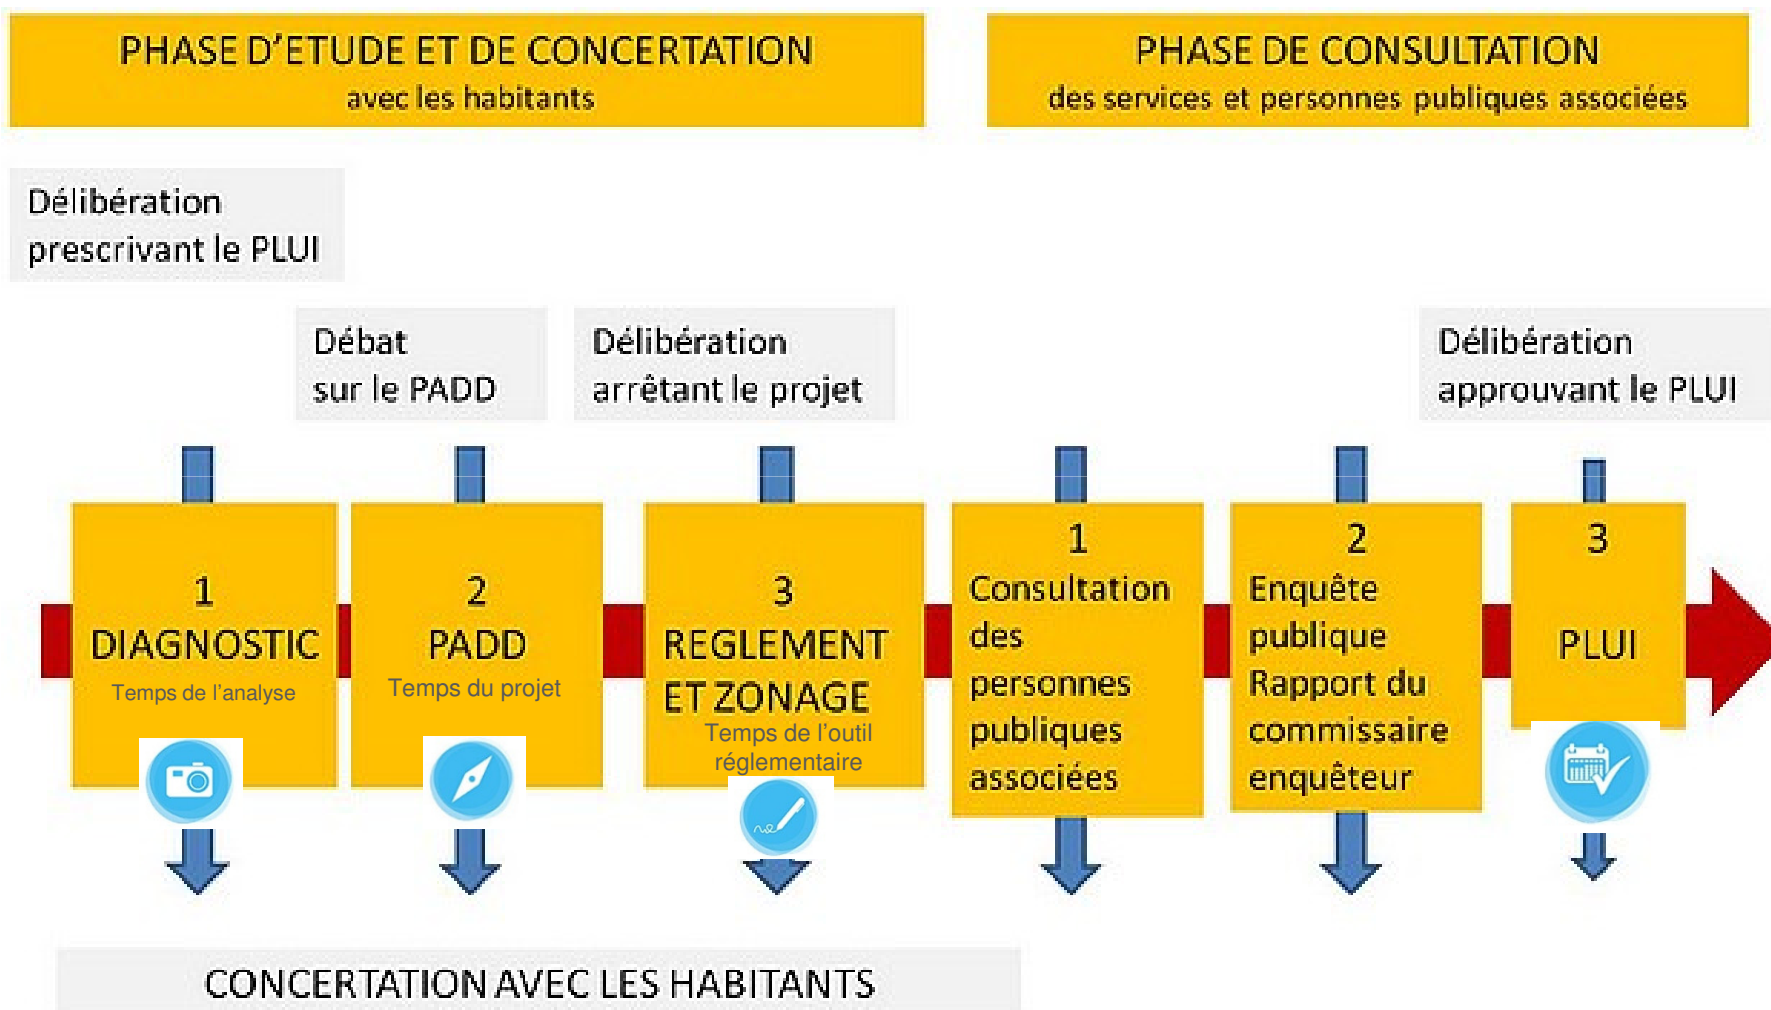 PHASE D'ETUDE ET DE CONCERTATION
avec les habitants
PHASE DE CONSULTATION
des services et personnes publiques associées
Délibération
prescrivant le PLUI
Débat
sur le PADD
Délibération
arrêtant le projet
Délibération
approuvant le PLUI
1
DIAGNOSTIC
Temps de l'analyse
2
PADD
Temps du projet
3
REGLEMENT
ET ZONAGE
Temps de l'outil
réglementaire
1
Consultation
des
personnes
publiques
associées
2
Enquête
publique
Rapport du
commissaire
enquêteur
3
PLUI
CONCERTATION AVEC LES HABITANTS